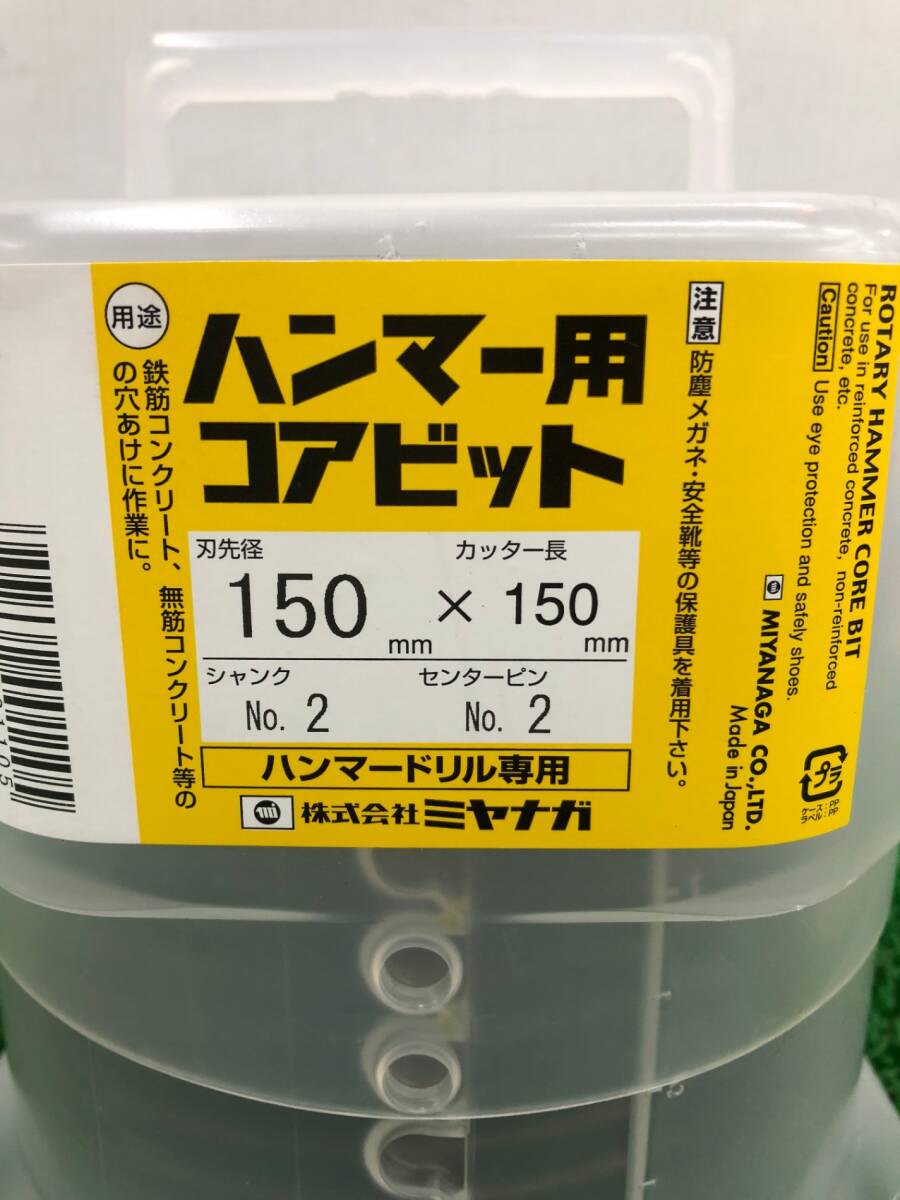 用途
鉄筋コンクリート、無筋コンクリート等の
の穴あけに作業に。
ハンマー用
コアビット
刃先径
カッター長
150mm × 150mm
シャンク
センターピン
No. 2
No. 2
ハンマードリル専用
株式会社ミヤナガ
注意
防塵メガネ・安全靴等の保護具を着用下さい。
ROTARY HAMMER CORE BIT
For use in reinforced concrete, non-reinforced
concrete, etc.
Caution Use eye protection and safely shoes.
MIYANAGA CO.,LTD.
Made in Japan
プラ
ケース:PP
ラベル:PP